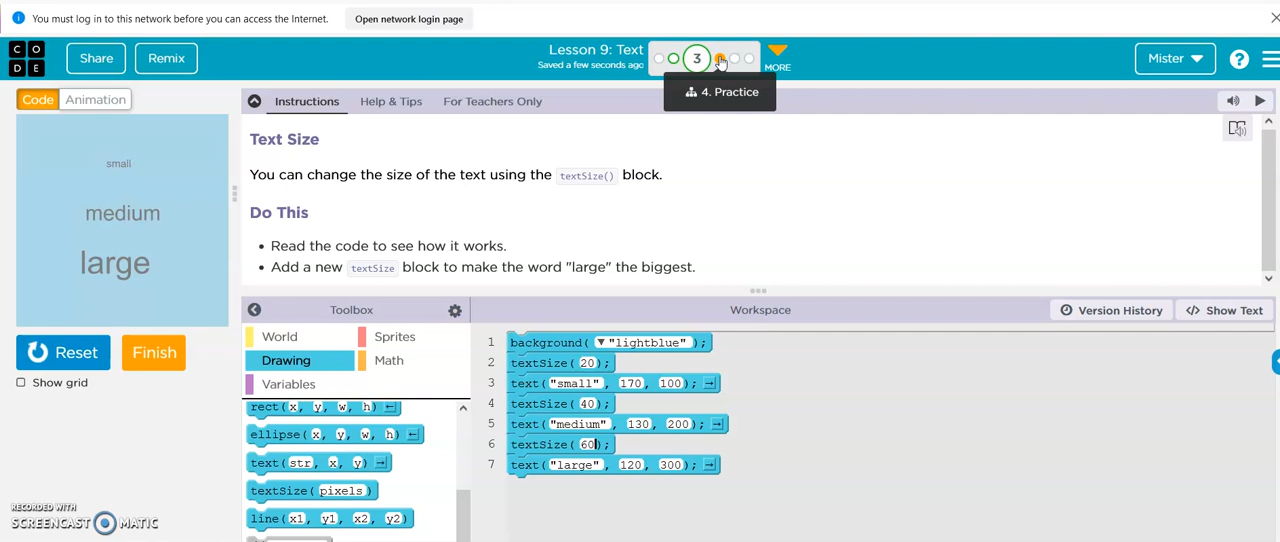 You must log in to this network before you can access the Internet. Open network login page
C O D E Share Remix Lesson 9: Text Saved a few seconds ago 3 MORE Mister ?
4. Practice
Code Animation Instructions Help & Tips For Teachers Only
Text Size
You can change the size of the text using the textSize() block.
Do This
• Read the code to see how it works.
• Add a new textSize block to make the word "large" the biggest.
small
medium
large
Reset Finish
Show grid
Toolbox Workspace Version History </> Show Text
World Sprites
Drawing Math
Variables
rect(x, y, w, h)
ellipse(x, y, w, h)
text(str, x, y)
textSize(pixels)
line(x1, y1, x2, y2)
1 background( "lightblue" );
2 textSize( 20 );
3 text( "small" , 170, 100 );
4 textSize( 40 );
5 text( "medium" , 130, 200 );
6 textSize( 60 );
7 text( "large" , 120, 300 );
RECORDED WITH
SCREENCAST MATIC